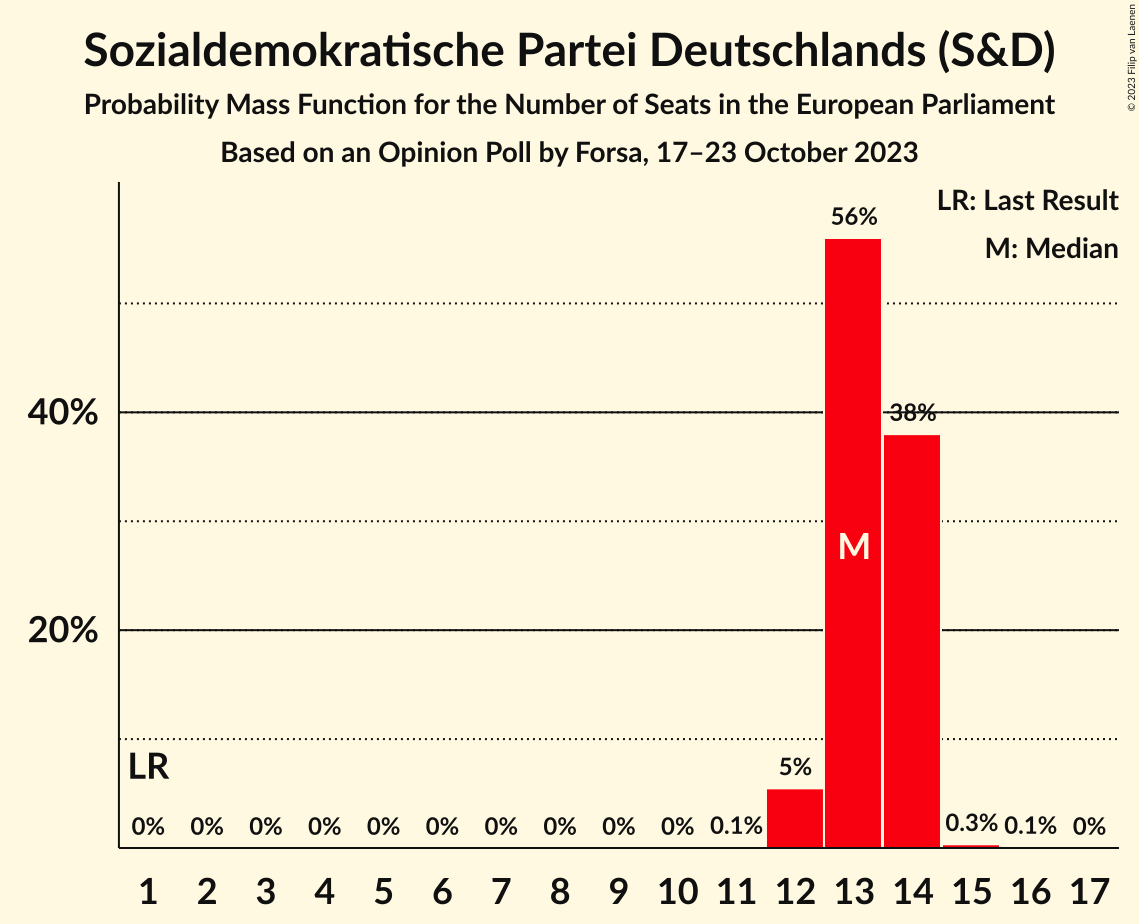 Sozialdemokratische Partei Deutschlands (S&D)
Probability Mass Function for the Number of Seats in the European Parliament
Based on an Opinion Poll by Forsa, 17–23 October 2023
© 2023 Filip van Laenen
LR: Last Result
M: Median
56%
40%
38%
M
20%
LR
5%
0% 0% 0% 0% 0% 0% 0% 0% 0% 0% 0.1% 0.3% 0.1% 0%
1 2 3 4 5 6 7 8 9 10 11 12 13 14 15 16 17